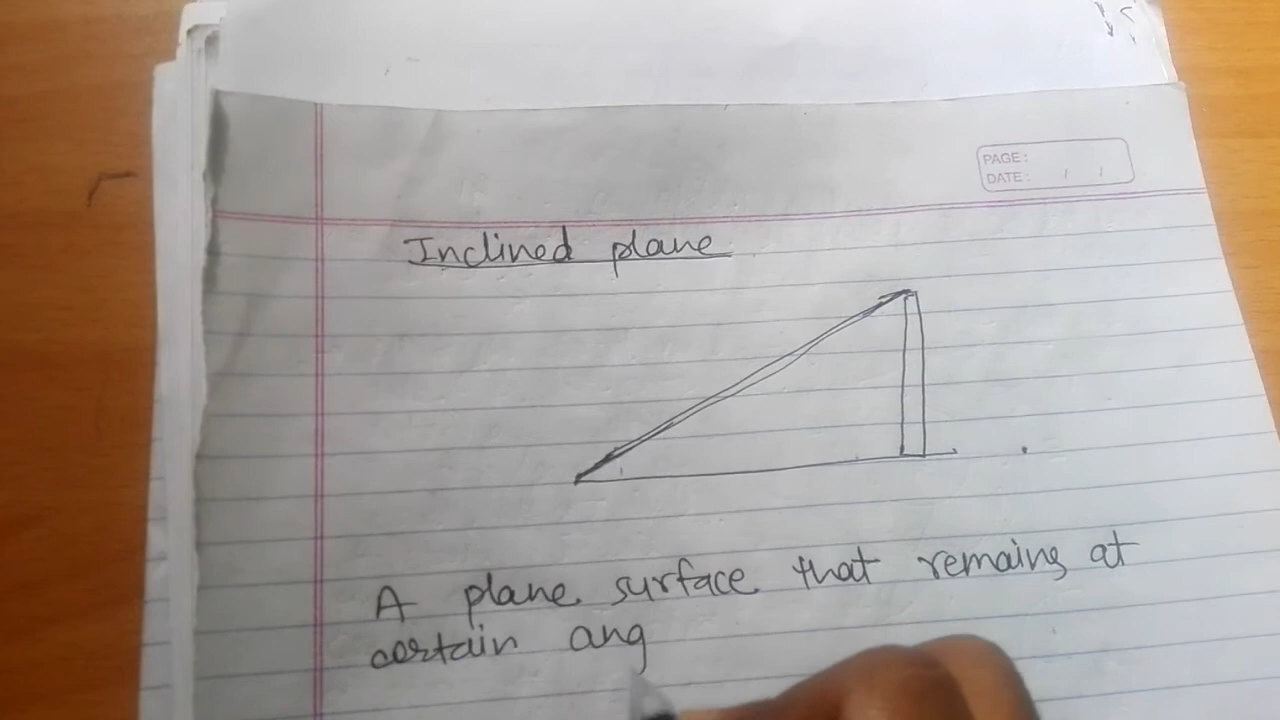 PAGE:
DATE: / /
Inclined plane
A plane surface that remains at
certain ang